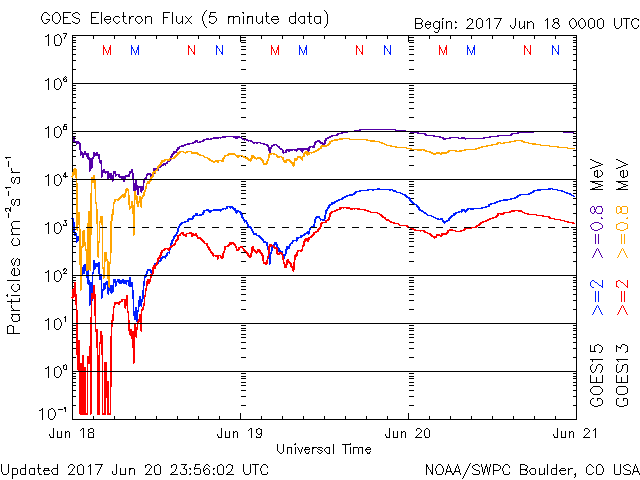 GOES Electron Flux (5 minute data)
Begin: 2017 Jun 18 0000 UTC
M M N N M M N N M M N N
10⁷
10⁶
10⁵
10⁴
10³
10²
10¹
10⁰
10⁻¹
Particles cm⁻²s⁻¹sr⁻¹
Jun 18 Jun 19 Jun 20 Jun 21
Universal Time
GOES15 >=2 >=0.8 MeV
GOES13 >=2 >=0.8 MeV
Updated 2017 Jun 20 23:56:02 UTC
NOAA/SWPC Boulder, CO USA